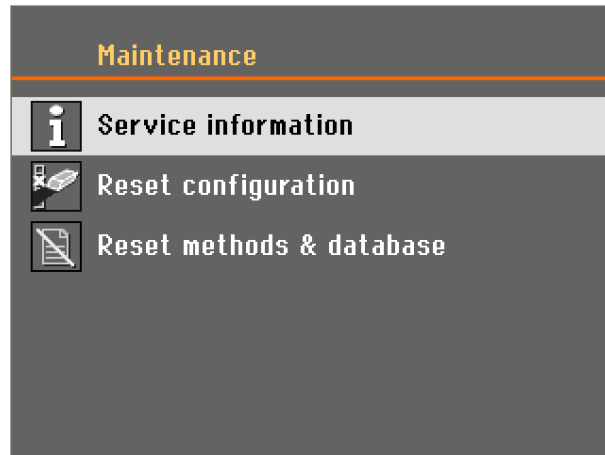 Maintenance
Service information
Reset configuration
Reset methods & database